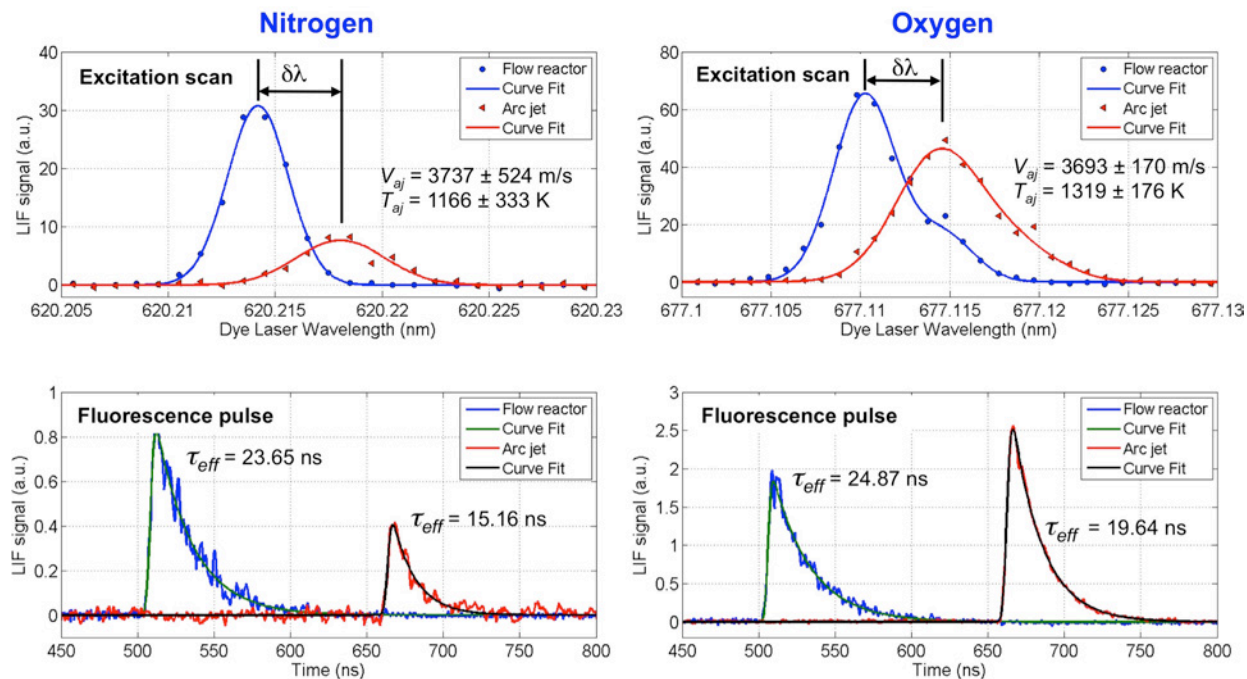 Nitrogen
Oxygen
Excitation scan
δλ
Flow reactor
Curve Fit
Arc jet
Curve Fit
V_aj = 3737 ± 524 m/s
T_aj = 1166 ± 333 K
LIF signal (a.u.)
40
30
20
10
0
620.205
620.21
620.215
620.22
620.225
620.23
Dye Laser Wavelength (nm)
Excitation scan
δλ
Flow reactor
Curve Fit
Arc jet
Curve Fit
V_aj = 3693 ± 170 m/s
T_aj = 1319 ± 176 K
LIF signal (a.u.)
80
60
40
20
0
677.1
677.105
677.11
677.115
677.12
677.125
677.13
Dye Laser Wavelength (nm)
Fluorescence pulse
Flow reactor
Curve Fit
Arc jet
Curve Fit
τ_eff = 23.65 ns
τ_eff = 15.16 ns
LIF signal (a.u.)
1
0.8
0.6
0.4
0.2
0
450
500
550
600
650
700
750
800
Time (ns)
Fluorescence pulse
Flow reactor
Curve Fit
Arc jet
Curve Fit
τ_eff = 24.87 ns
τ_eff = 19.64 ns
LIF signal (a.u.)
3
2.5
2
1.5
1
0.5
0
450
500
550
600
650
700
750
800
Time (ns)